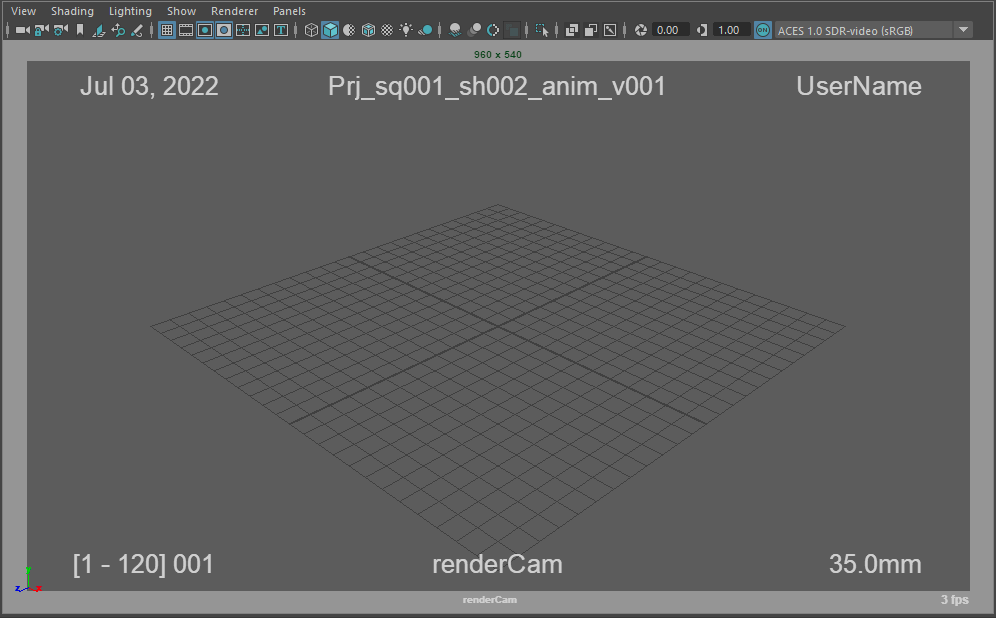 View Shading Lighting Show Renderer Panels
0.00 1.00 ON ACES 1.0 SDR-video (sRGB)
960 x 540
Jul 03, 2022 Prj_sq001_sh002_anim_v001 UserName
[1 - 120] 001 renderCam 35.0mm
y
z x
renderCam 3 fps